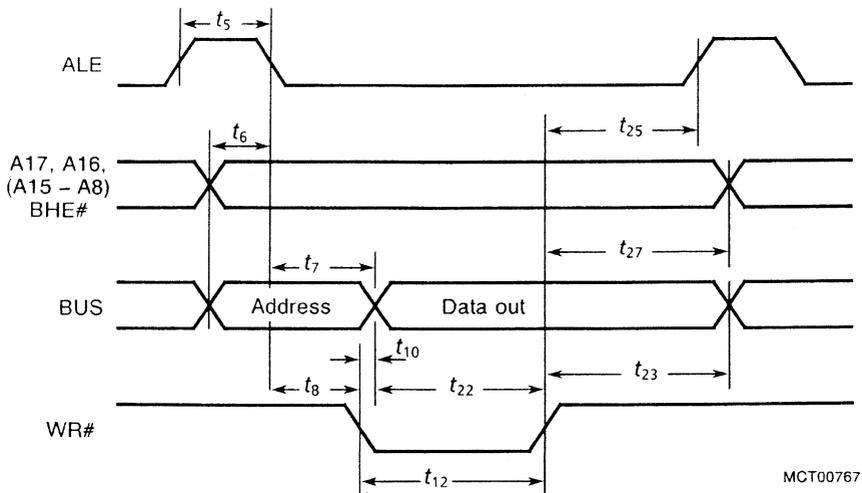 t5
ALE
t25
t6
A17, A16,
(A15 – A8)
BHE#
t27
t7
BUS
Address
Data out
t10
t8
t22
t23
WR#
t12
MCT00767